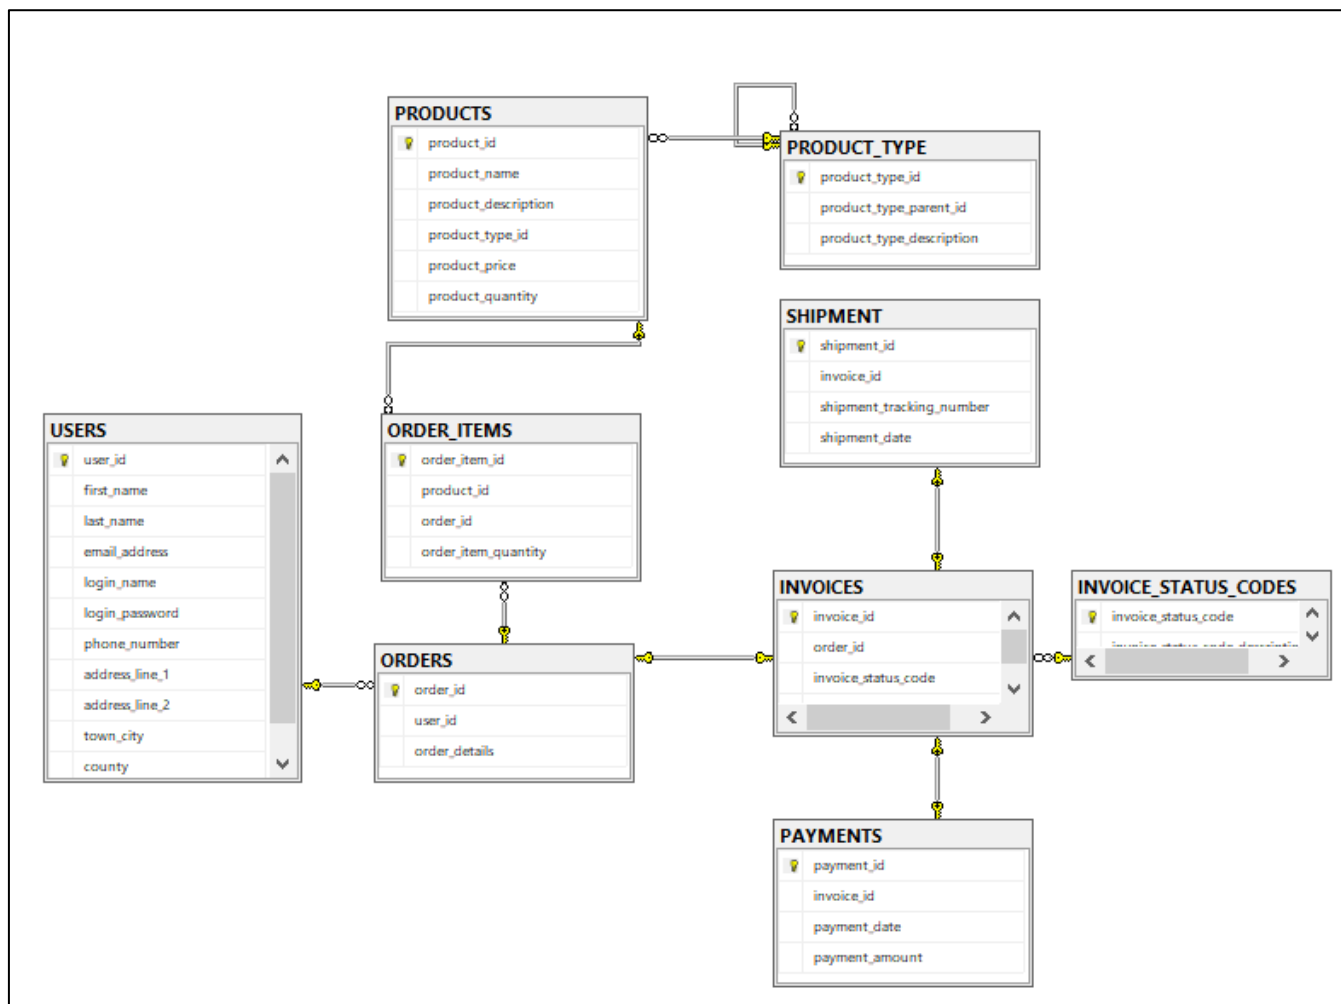 PRODUCTS
product_id
product_name
product_description
product_type_id
product_price
product_quantity
PRODUCT_TYPE
product_type_id
product_type_parent_id
product_type_description
SHIPMENT
shipment_id
invoice_id
shipment_tracking_number
shipment_date
USERS
user_id
first_name
last_name
email_address
login_name
login_password
phone_number
address_line_1
address_line_2
town_city
county
ORDER_ITEMS
order_item_id
product_id
order_id
order_item_quantity
ORDERS
order_id
user_id
order_details
INVOICES
invoice_id
order_id
invoice_status_code
INVOICE_STATUS_CODES
invoice_status_code
PAYMENTS
payment_id
invoice_id
payment_date
payment_amount